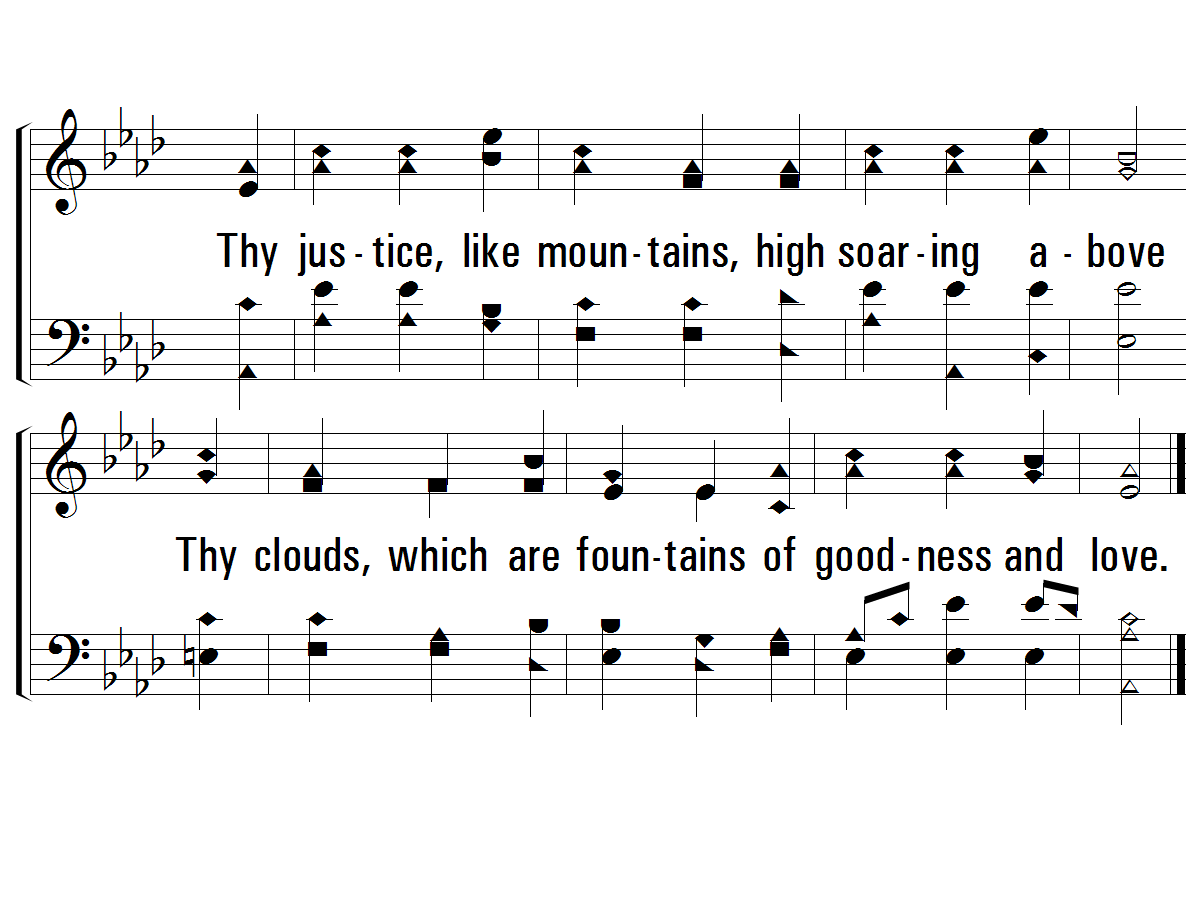 Thy jus - tice, like moun - tains, high soar - ing a - bove
Thy clouds, which are foun - tains of good - ness and love.